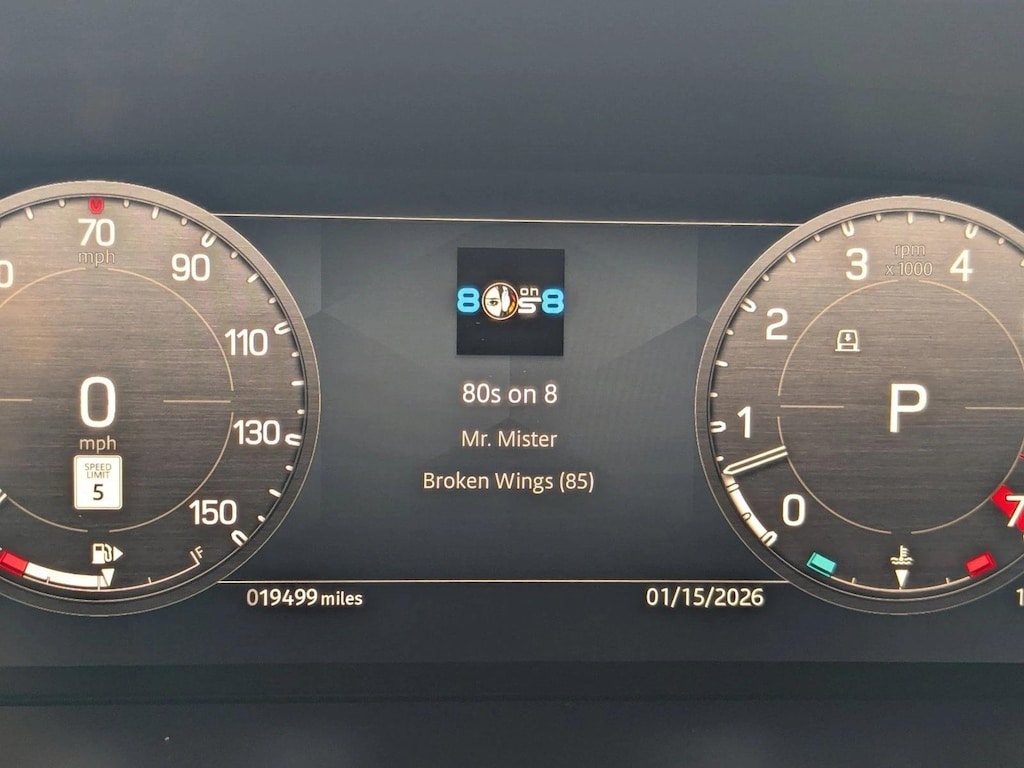 70
mph
90
110
130
150
0
mph
SPEED
LIMIT
5
F
019499 miles
80s on 8
80s on 8
Mr. Mister
Broken Wings (85)
01/15/2026
rpm
x 1000
0
1
2
3
4
7
P